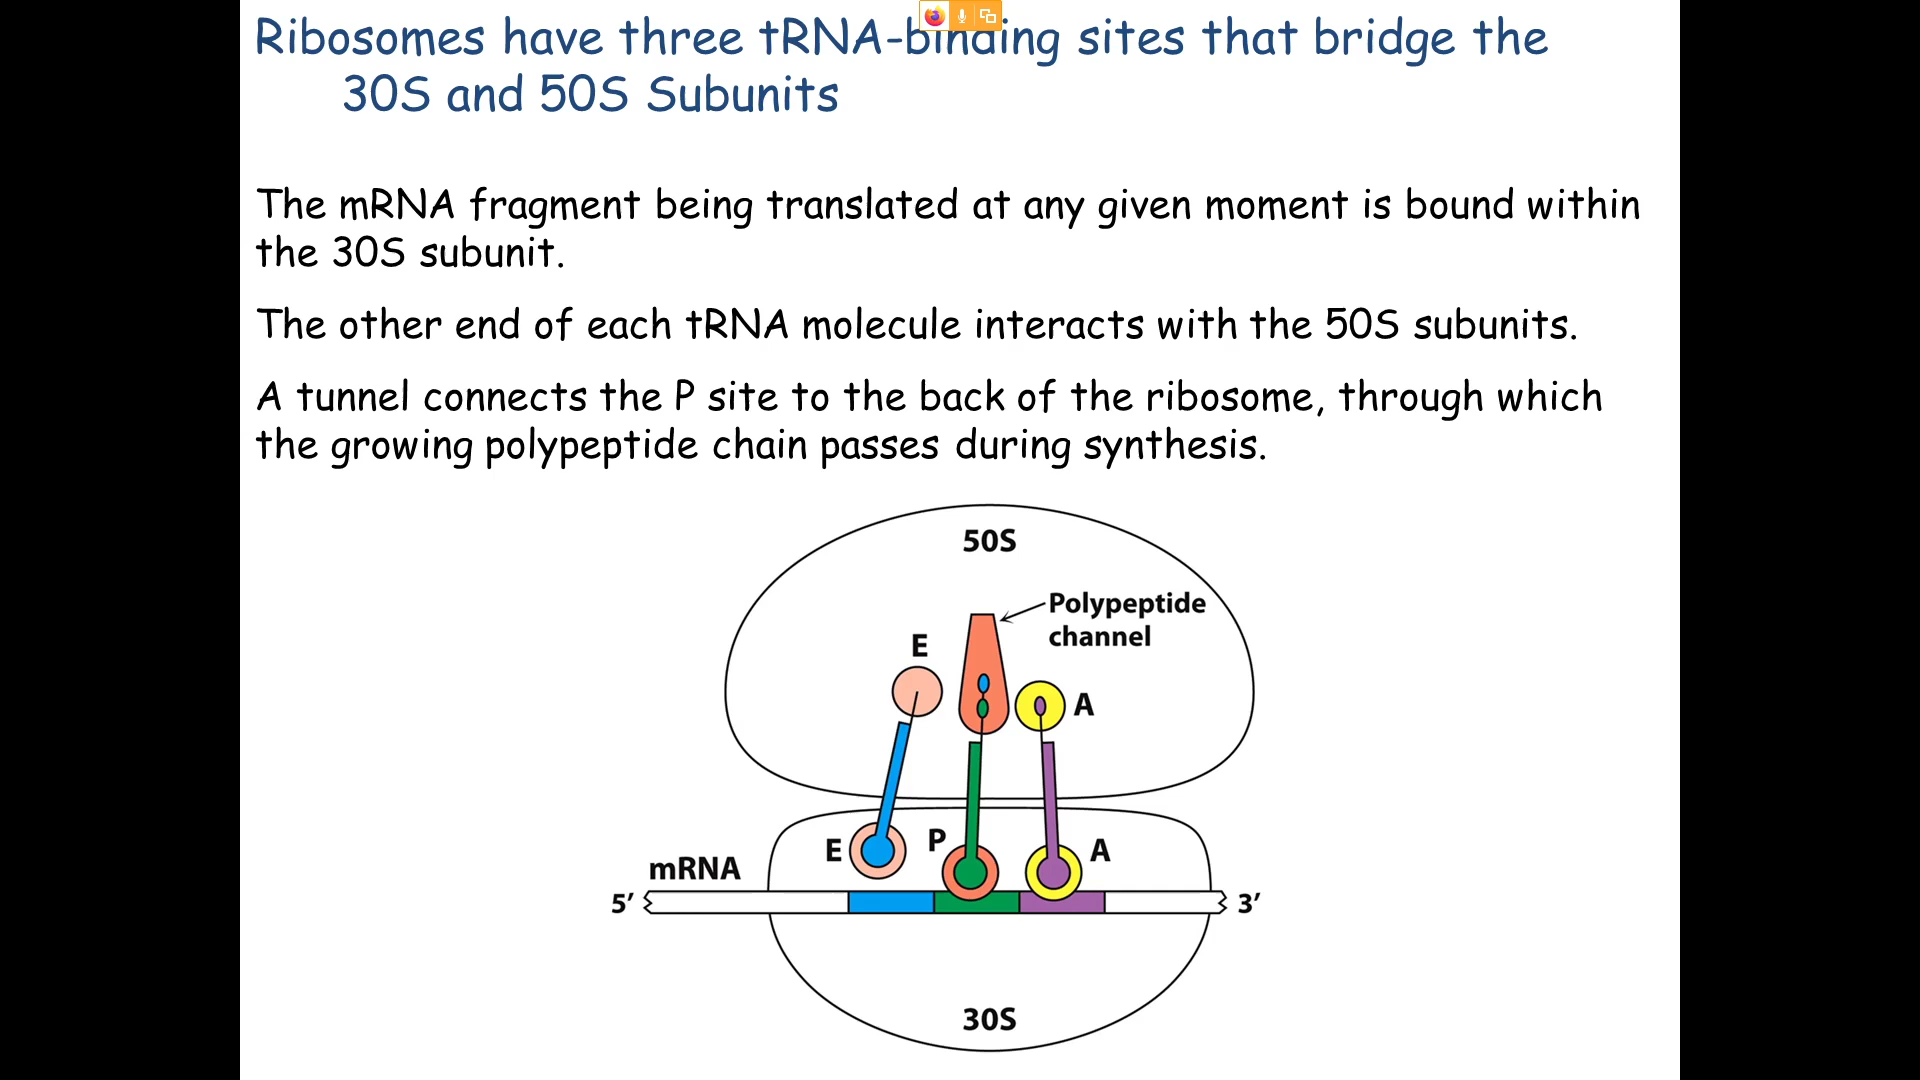 Ribosomes have three tRNA-binding sites that bridge the
30S and 50S Subunits
The mRNA fragment being translated at any given moment is bound within
the 30S subunit.
The other end of each tRNA molecule interacts with the 50S subunits.
A tunnel connects the P site to the back of the ribosome, through which
the growing polypeptide chain passes during synthesis.
50S
Polypeptide
channel
E
A
E
P
A
mRNA
5′
3′
30S